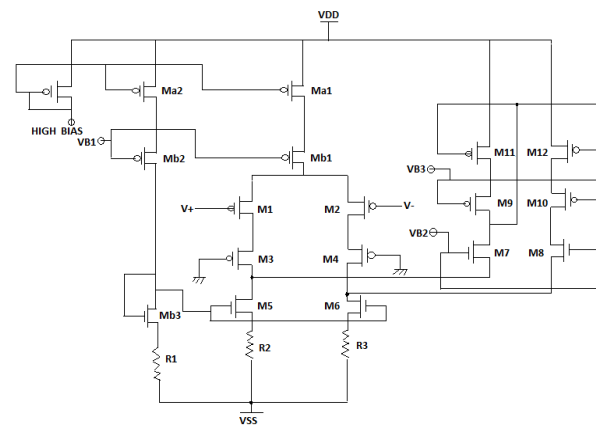 VDD
Ma2
Ma1
HIGH BIAS
VB1
Mb2
Mb1
M11
M12
VB3
V+
M1
M2
V-
M9
M10
VB2
M3
M4
M7
M8
Mb3
M5
M6
R1
R2
R3
VSS